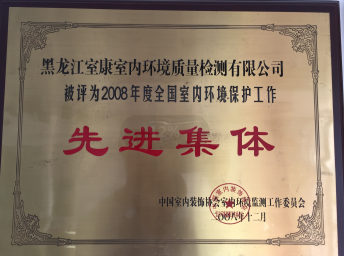 黑龙江室康室内环境质量检测有限公司
被评为2008年度全国室内环境保护工作
先进集体
中国室内装饰协会室内环境监测工作委员会
二〇〇八年十二月